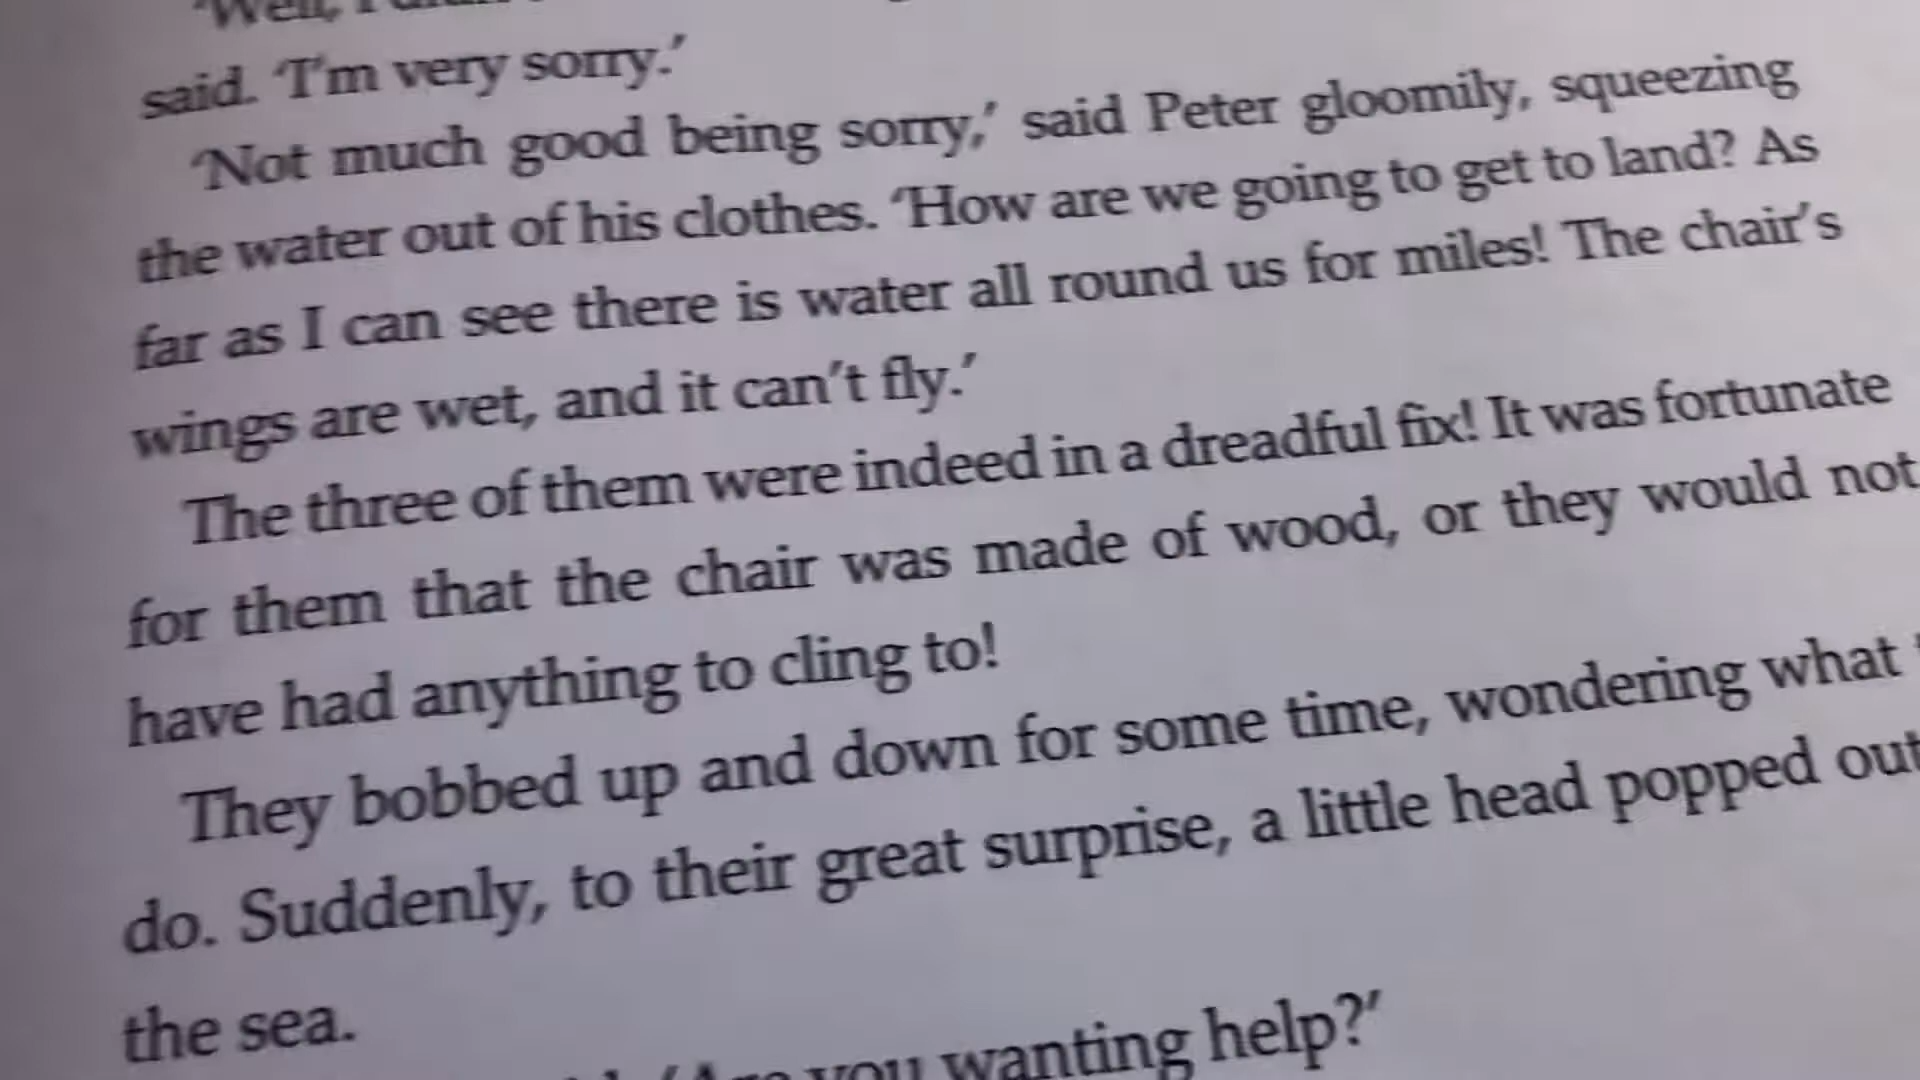 said. 'I'm very sorry.'
'Not much good being sorry,' said Peter gloomily, squeezing
the water out of his clothes. 'How are we going to get to land? As
far as I can see there is water all round us for miles! The chair's
wings are wet, and it can't fly.'
The three of them were indeed in a dreadful fix! It was fortunate
for them that the chair was made of wood, or they would not
have had anything to cling to!
They bobbed up and down for some time, wondering what
do. Suddenly, to their great surprise, a little head popped out
the sea.
'Are you wanting help?'